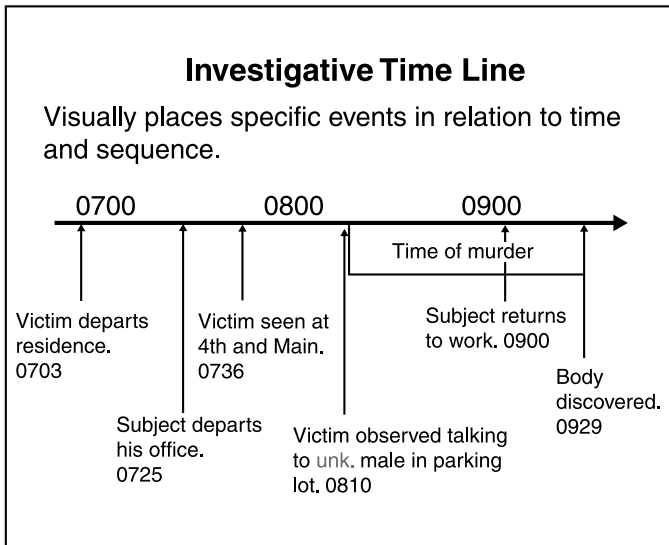 Investigative Time Line
Visually places specific events in relation to time
and sequence.
0700 0800 0900
Time of murder
Victim departs
residence.
0703
Subject departs
his office.
0725
Victim seen at
4th and Main.
0736
Victim observed talking
to unk. male in parking
lot. 0810
Subject returns
to work. 0900
Body
discovered.
0929